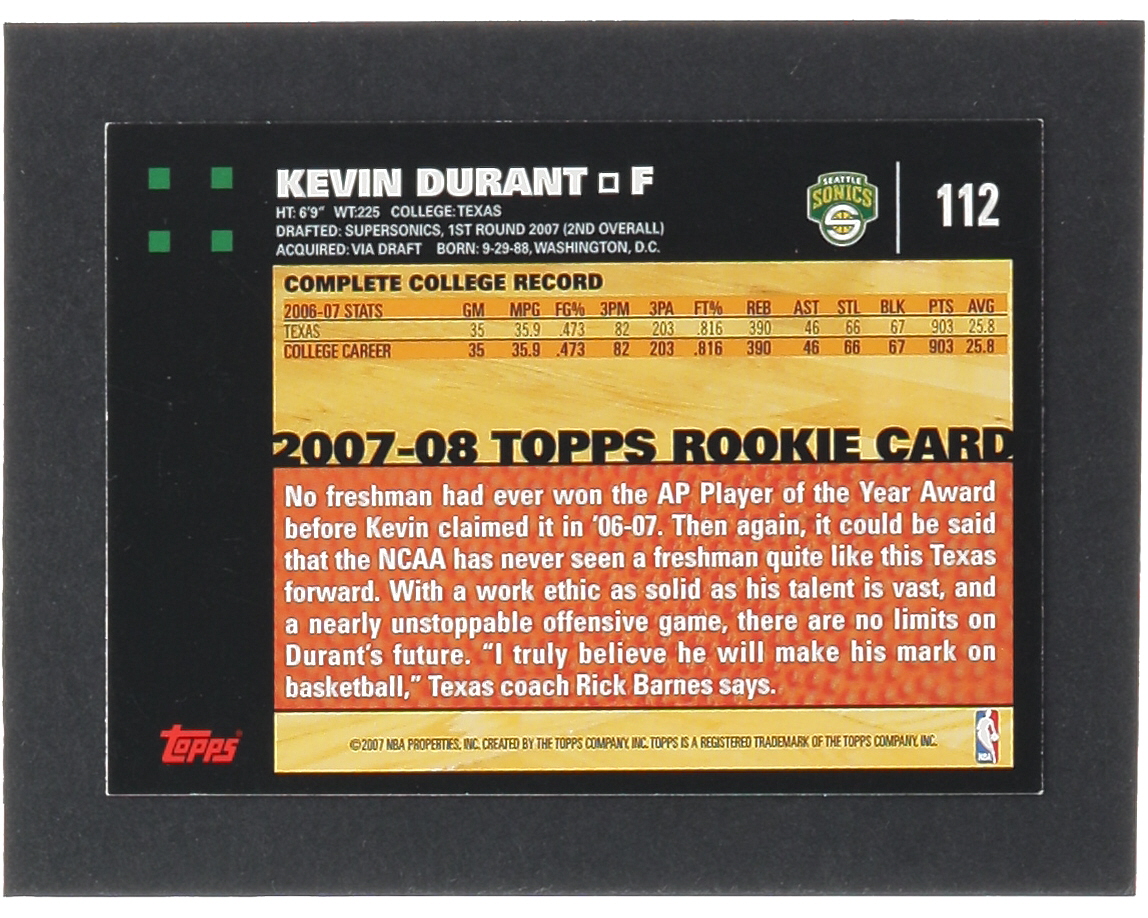 KEVIN DURANT □ F
HT: 6'9" WT:225 COLLEGE: TEXAS
DRAFTED: SUPERSONICS, 1ST ROUND 2007 (2ND OVERALL)
ACQUIRED: VIA DRAFT BORN: 9-29-88, WASHINGTON, D.C.
SEATTLE
SONICS
112
COMPLETE COLLEGE RECORD
2006-07 STATS GM MPG FG% 3PM 3PA FT% REB AST STL BLK PTS AVG
TEXAS 35 35.9 .473 82 203 .816 390 46 66 67 903 25.8
COLLEGE CAREER 35 35.9 .473 82 203 .816 390 46 66 67 903 25.8
2007-08 TOPPS ROOKIE CARD
No freshman had ever won the AP Player of the Year Award
before Kevin claimed it in '06-07. Then again, it could be said
that the NCAA has never seen a freshman quite like this Texas
forward. With a work ethic as solid as his talent is vast, and
a nearly unstoppable offensive game, there are no limits on
Durant's future. "I truly believe he will make his mark on
basketball," Texas coach Rick Barnes says.
TOPPS®
©2007 NBA PROPERTIES, INC. CREATED BY THE TOPPS COMPANY, INC. TOPPS IS A REGISTERED TRADEMARK OF THE TOPPS COMPANY, INC.
NBA